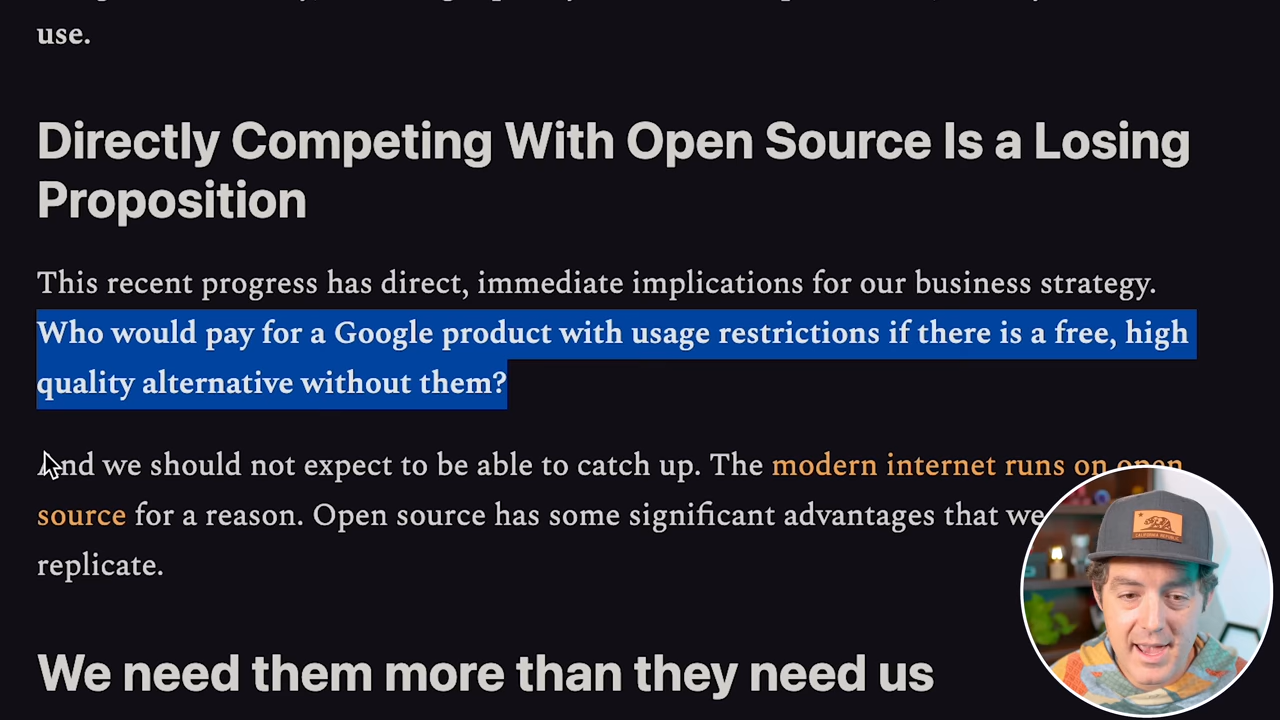 use.
Directly Competing With Open Source Is a Losing
Proposition
This recent progress has direct, immediate implications for our business strategy.
Who would pay for a Google product with usage restrictions if there is a free, high
quality alternative without them?
And we should not expect to be able to catch up. The modern internet runs on open
source for a reason. Open source has some significant advantages that we
replicate.
We need them more than they need us
CALIFORNIA REPUBLIC